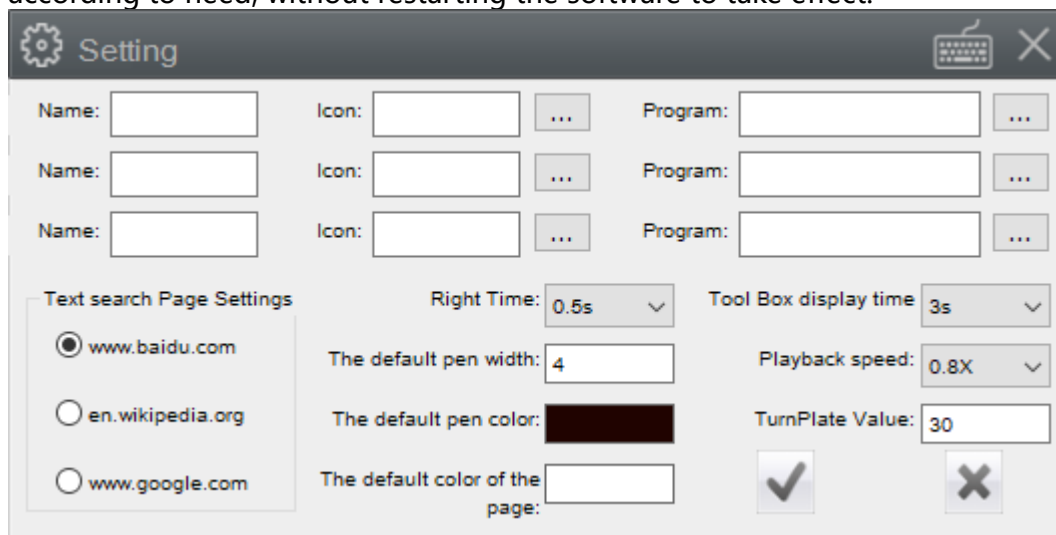 according to need, without restarting the software to take effect.
Setting
Name: Icon: ... Program: ...
Name: Icon: ... Program: ...
Name: Icon: ... Program: ...
Text search Page Settings
www.baidu.com
en.wikipedia.org
www.google.com
Right Time: 0.5s
The default pen width: 4
The default pen color:
The default color of the
page:
Tool Box display time 3s
Playback speed: 0.8X
TurnPlate Value: 30